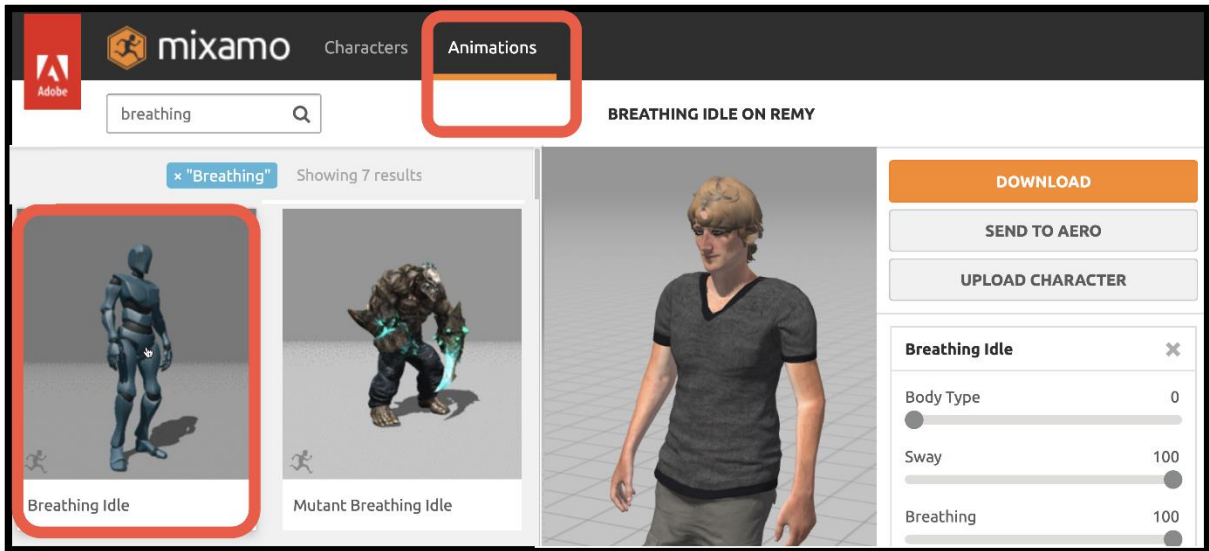 Adobe
mixamo
Characters
Animations
breathing
BREATHING IDLE ON REMY
× "Breathing"
Showing 7 results
Breathing Idle
Mutant Breathing Idle
DOWNLOAD
SEND TO AERO
UPLOAD CHARACTER
Breathing Idle
Body Type 0
Sway 100
Breathing 100